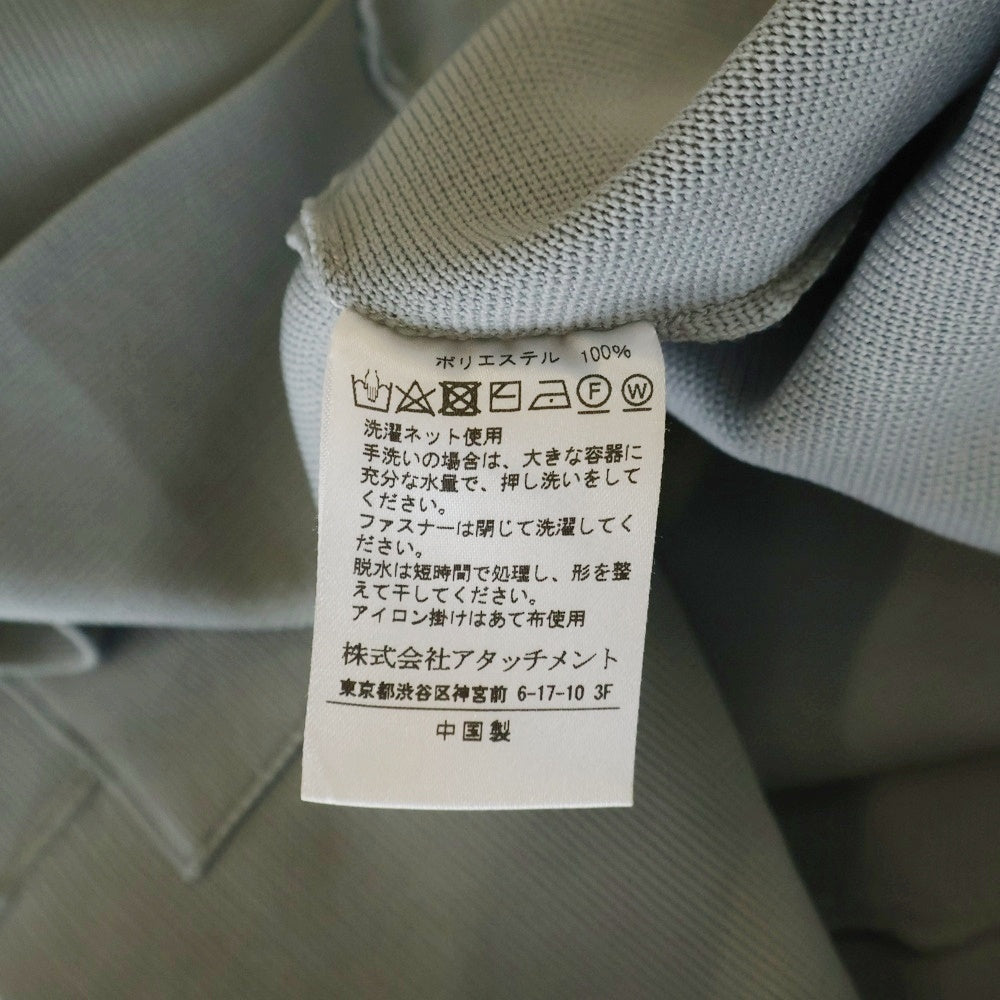 ポリエステル 100%
F W
洗濯ネット使用
手洗いの場合は、大きな容器に
充分な水量で、押し洗いをして
ください。
ファスナーは閉じて洗濯してく
ださい。
脱水は短時間で処理し、形を整
えて干してください。
アイロン掛けはあて布使用
株式会社アタッチメント
東京都渋谷区神宮前 6-17-10 3F
中国製